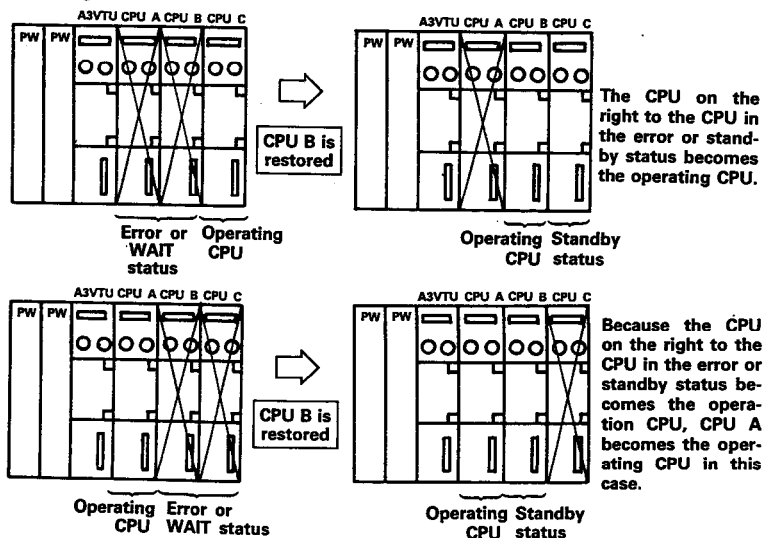 A3VTU CPU A CPU B CPU C
PW PW
CPU B is
restored
Error or
WAIT
status
Operating
CPU
A3VTU CPU A CPU B CPU C
PW PW
Operating
CPU
Standby
status
The CPU on the
right to the CPU in
the error or stand-
by status becomes
the operating CPU.
A3VTU CPU A CPU B CPU C
PW PW
CPU B is
restored
Operating
CPU
Error or
WAIT status
A3VTU CPU A CPU B CPU C
PW PW
Operating
CPU
Standby
status
Because the CPU
on the right to the
CPU in the error or
standby status be-
comes the opera-
tion CPU, CPU A
becomes the oper-
ating CPU in this
case.